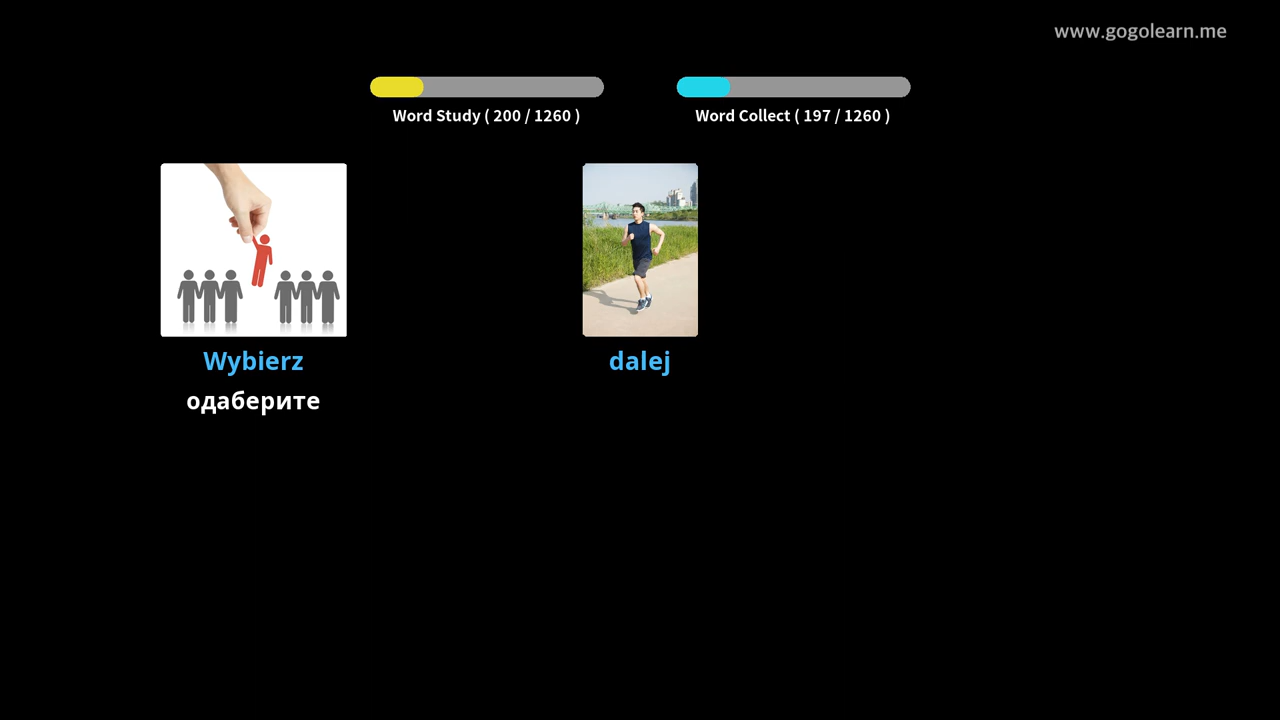 www.gogolearn.me
Word Study ( 200 / 1260 )
Word Collect ( 197 / 1260 )
Wybierz
dalej
одаберите